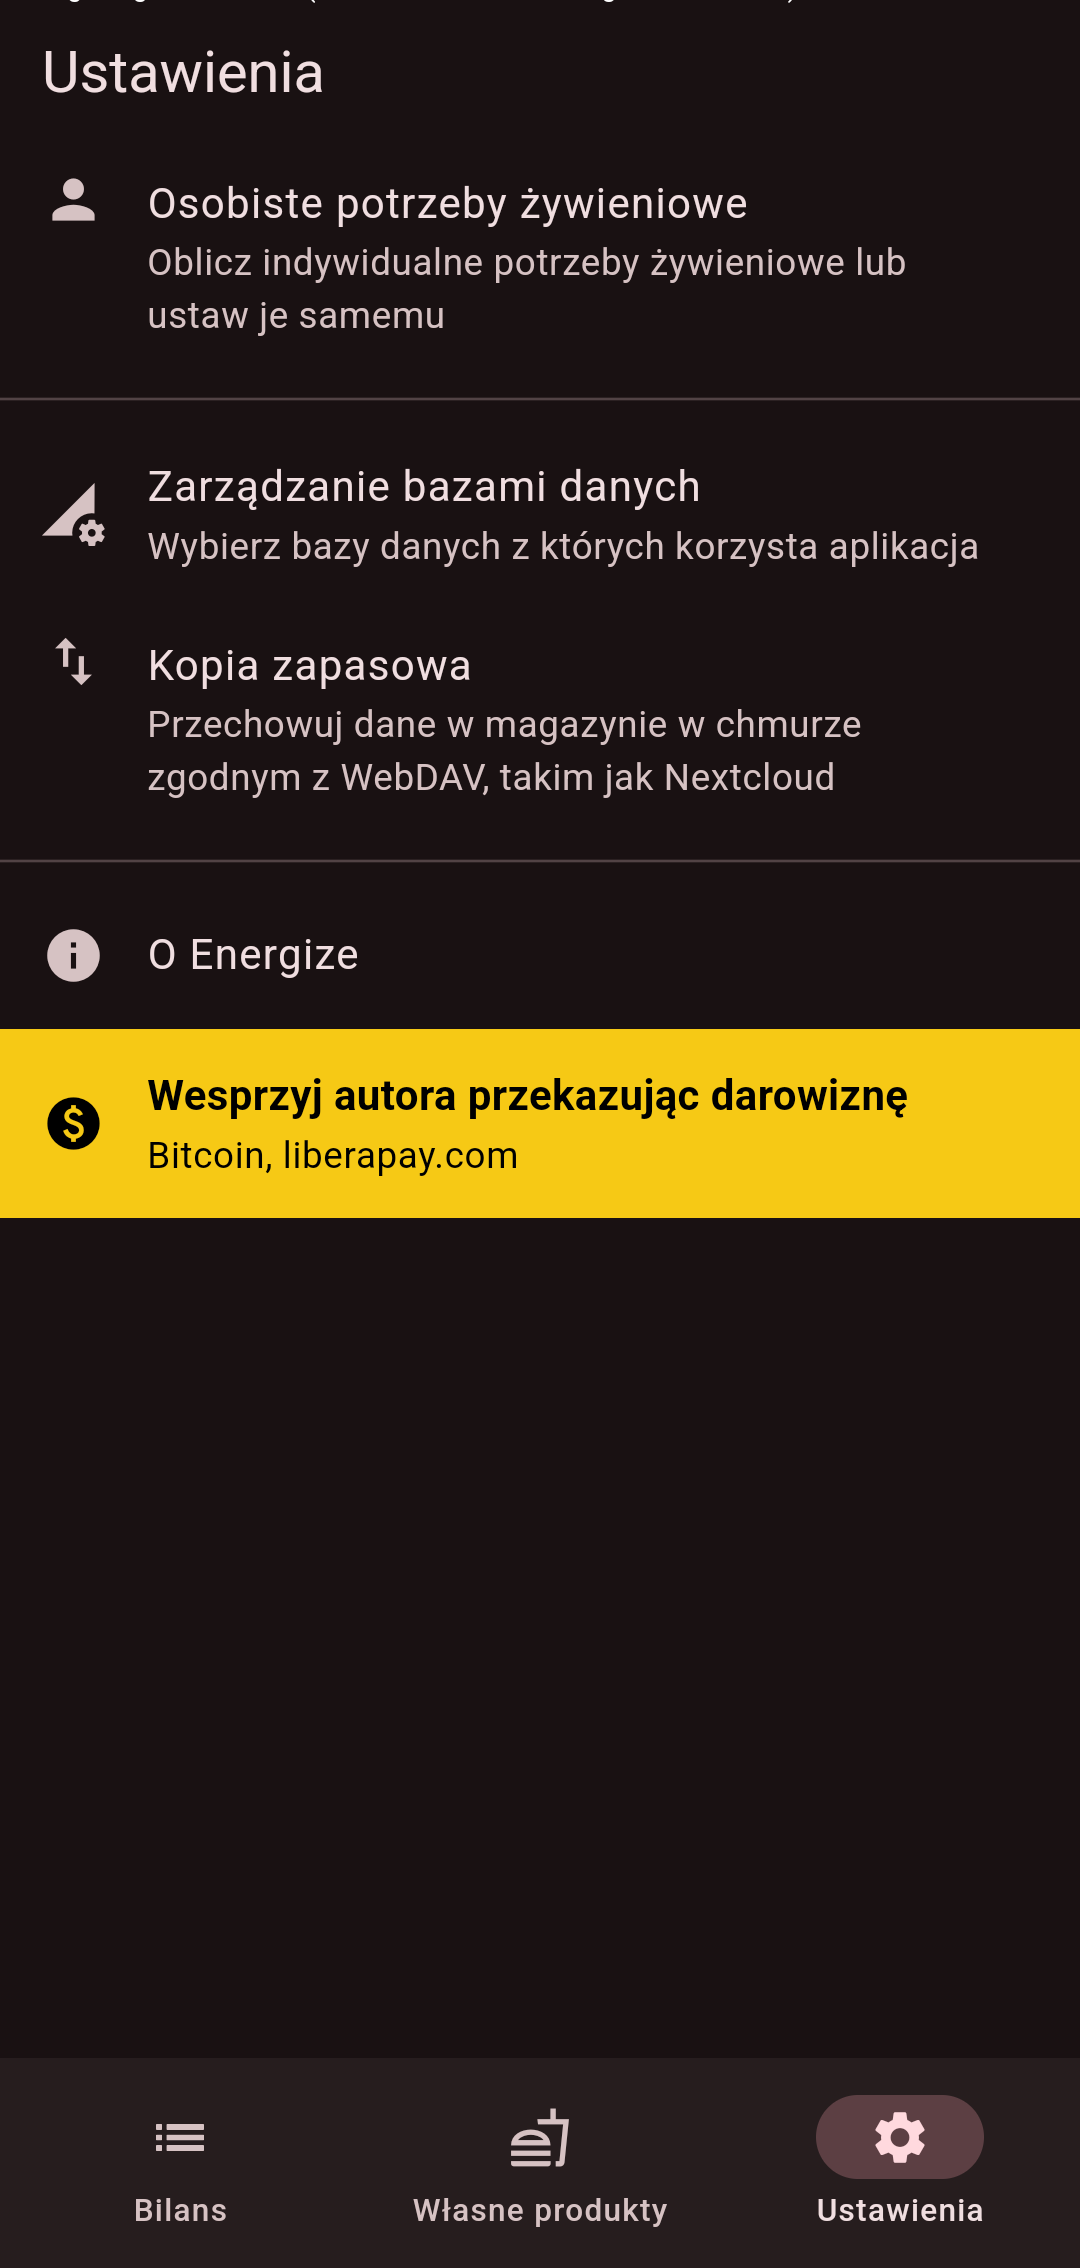 Ustawienia
Osobiste potrzeby żywieniowe
Oblicz indywidualne potrzeby żywieniowe lub
ustaw je samemu
Zarządzanie bazami danych
Wybierz bazy danych z których korzysta aplikacja
Kopia zapasowa
Przechowuj dane w magazynie w chmurze
zgodnym z WebDAV, takim jak Nextcloud
O Energize
Wesprzyj autora przekazując darowiznę
Bitcoin, liberapay.com
Bilans
Własne produkty
Ustawienia